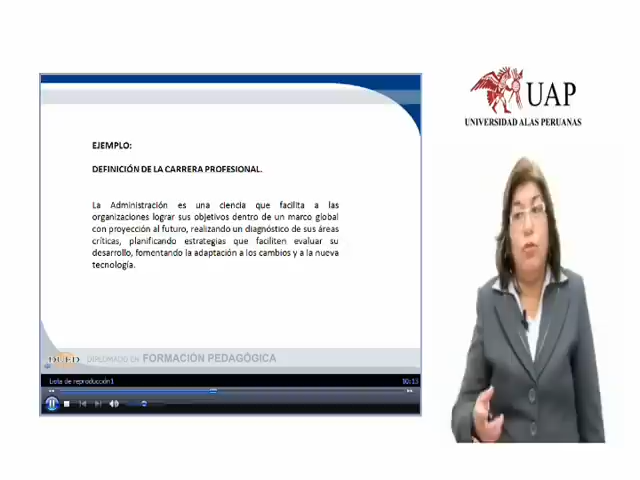 UAP
UNIVERSIDAD ALAS PERUANAS
EJEMPLO:
DEFINICIÓN DE LA CARRERA PROFESIONAL.
La Administración es una ciencia que facilita a las
organizaciones lograr sus objetivos dentro de un marco global
con proyección al futuro, realizando un diagnóstico de sus áreas
críticas, planificando estrategias que faciliten evaluar su
desarrollo, fomentando la adaptación a los cambios y a la nueva
tecnología.
DUED DIPLOMADO EN FORMACIÓN PEDAGÓGICA
Lista de reproducción1
10:13